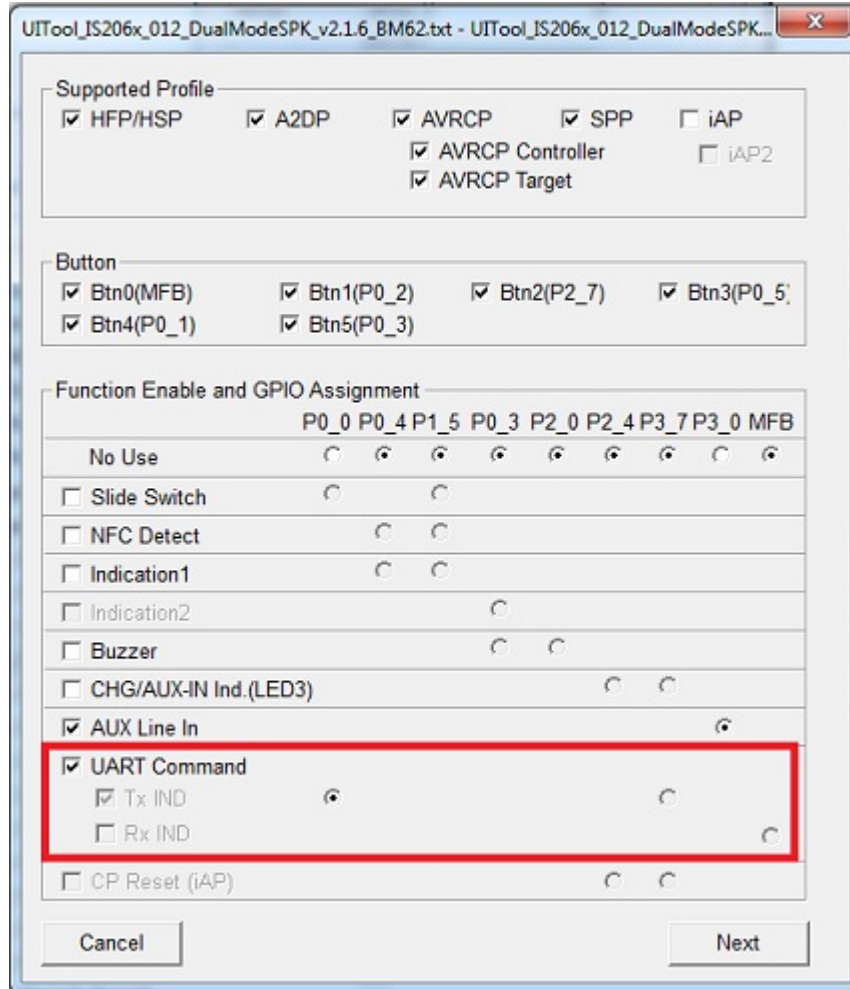 UITool_IS206x_012_DualModeSPK_v2.1.6_BM62.txt - UITool_IS206x_012_DualModeSPK...
Supported Profile
HFP/HSP A2DP AVRCP SPP iAP
AVRCP Controller iAP2
AVRCP Target
Button
Btn0(MFB) Btn1(P0_2) Btn2(P2_7) Btn3(P0_5)
Btn4(P0_1) Btn5(P0_3)
Function Enable and GPIO Assignment
P0_0 P0_4 P1_5 P0_3 P2_0 P2_4 P3_7 P3_0 MFB
No Use
Slide Switch
NFC Detect
Indication1
Indication2
Buzzer
CHG/AUX-IN Ind.(LED3)
AUX Line In
UART Command
Tx IND
Rx IND
CP Reset (iAP)
Cancel Next